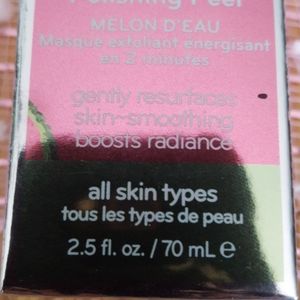 Polishing Peel
MELON D'EAU
Masque exfoliant énergisant
en 2 minutes
gently resurfaces
skin-smoothing
boosts radiance
all skin types
tous les types de peau
2.5 fl. oz. / 70 mL e